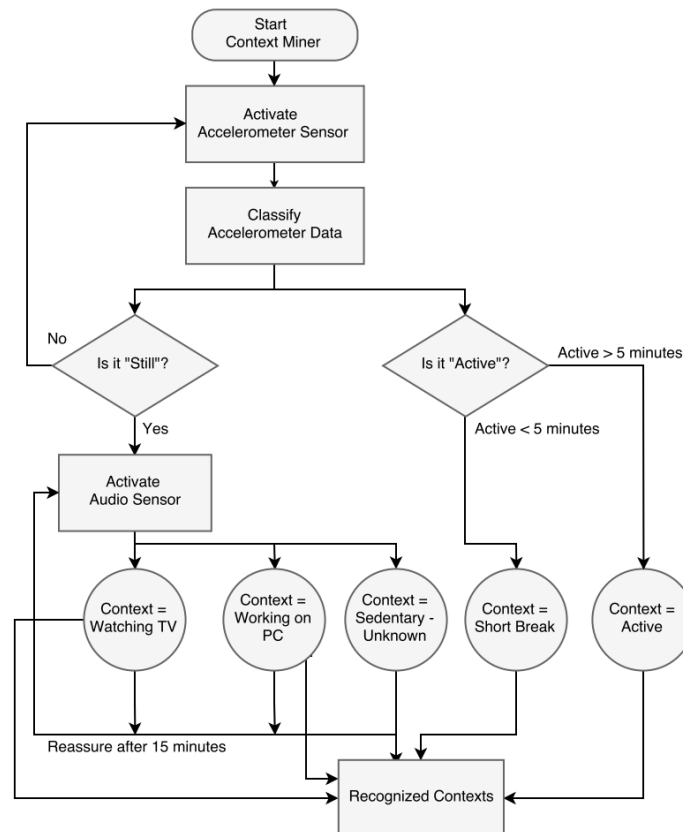 Start
Context Miner
Activate
Accelerometer Sensor
Classify
Accelerometer Data
No
Is it "Still"?
Is it "Active"?
Active > 5 minutes
Yes
Active < 5 minutes
Activate
Audio Sensor
Context =
Watching TV
Context =
Working on
PC
Context =
Sedentary -
Unknown
Context =
Short Break
Context =
Active
Reassure after 15 minutes
Recognized Contexts